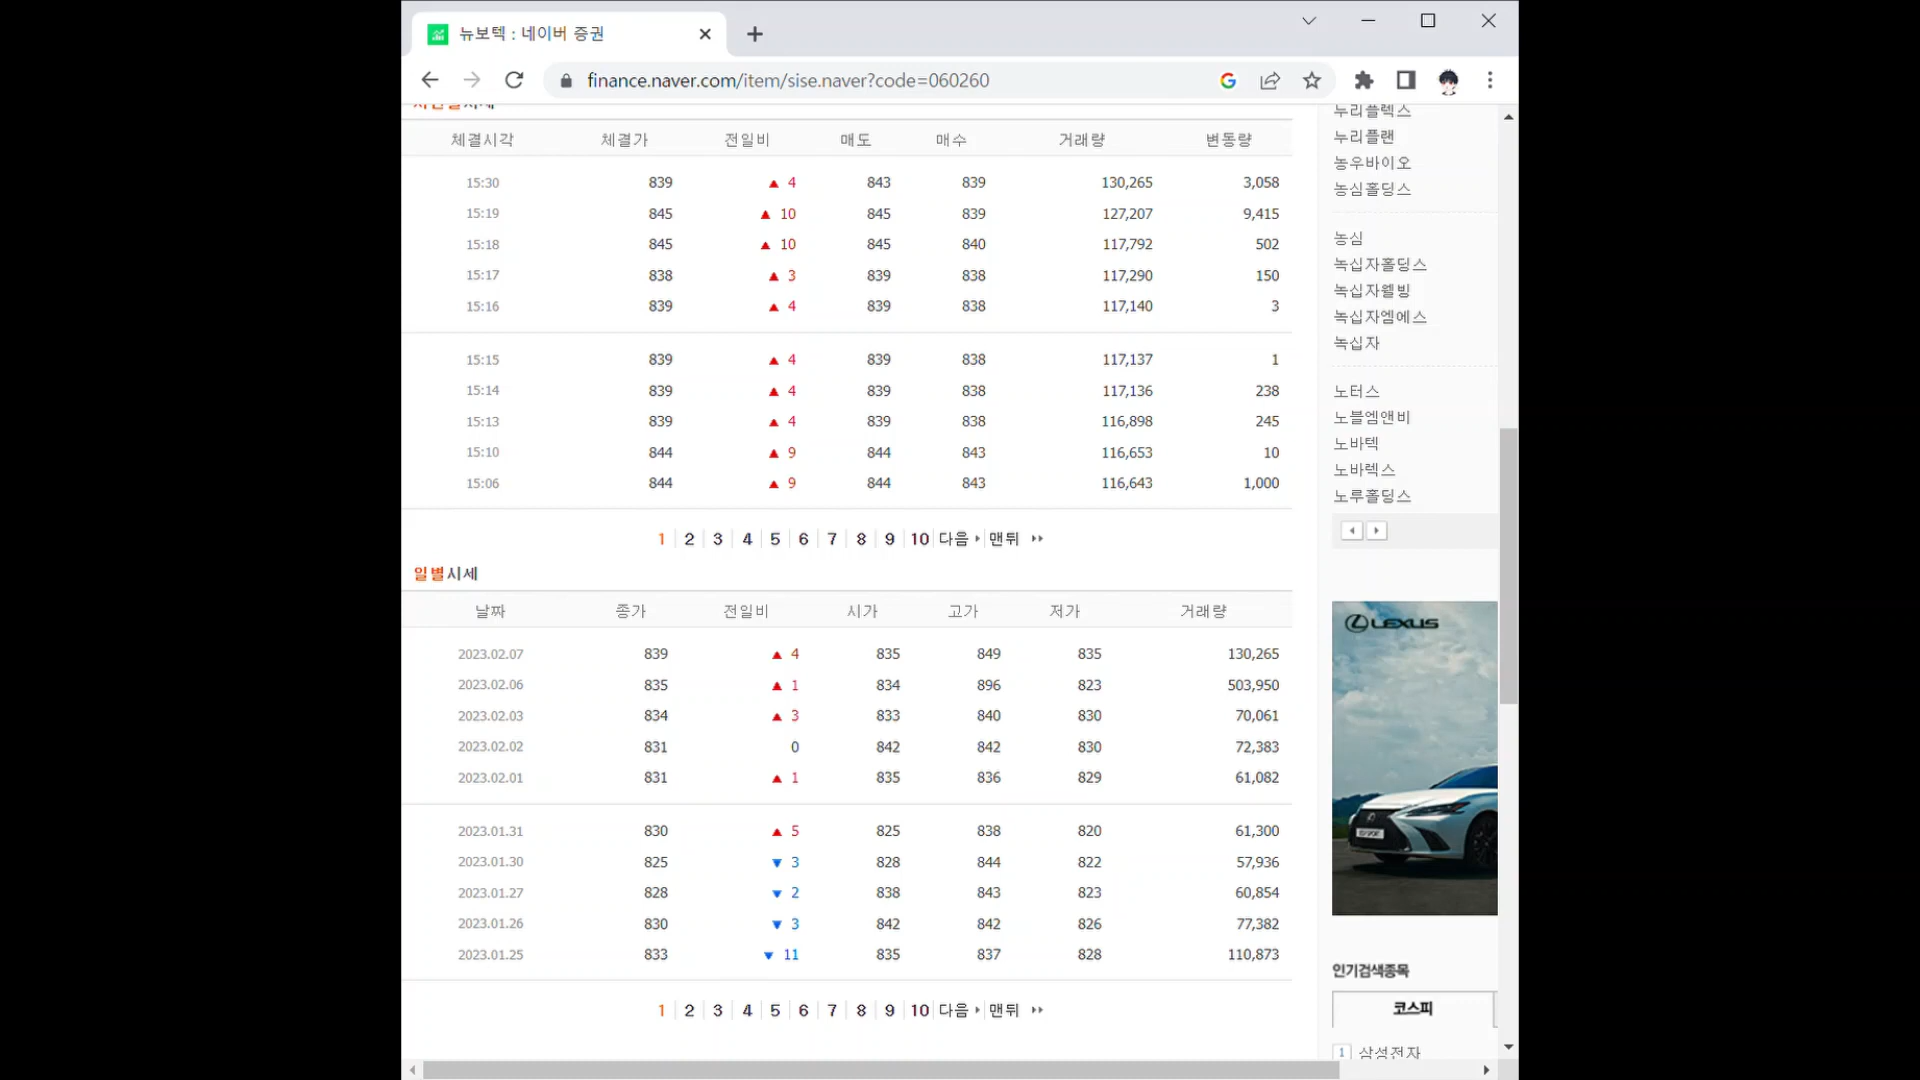 뉴보텍 : 네이버 증권
finance.naver.com/item/sise.naver?code=060260
체결시각 체결가 전일비 매도 매수 거래량 변동량
15:30 839 ▲ 4 843 839 130,265 3,058
15:19 845 ▲ 10 845 839 127,207 9,415
15:18 845 ▲ 10 845 840 117,792 502
15:17 838 ▲ 3 839 838 117,290 150
15:16 839 ▲ 4 839 838 117,140 3
15:15 839 ▲ 4 839 838 117,137 1
15:14 839 ▲ 4 839 838 117,136 238
15:13 839 ▲ 4 839 838 116,898 245
15:10 844 ▲ 9 844 843 116,653 10
15:06 844 ▲ 9 844 843 116,643 1,000
1 2 3 4 5 6 7 8 9 10 다음 맨뒤
일별시세
날짜 종가 전일비 시가 고가 저가 거래량
2023.02.07 839 ▲ 4 835 849 835 130,265
2023.02.06 835 ▲ 1 834 896 823 503,950
2023.02.03 834 ▲ 3 833 840 830 70,061
2023.02.02 831 0 842 842 830 72,383
2023.02.01 831 ▲ 1 835 836 829 61,082
2023.01.31 830 ▲ 5 825 838 820 61,300
2023.01.30 825 ▼ 3 828 844 822 57,936
2023.01.27 828 ▼ 2 838 843 823 60,854
2023.01.26 830 ▼ 3 842 842 826 77,382
2023.01.25 833 ▼ 11 835 837 828 110,873
1 2 3 4 5 6 7 8 9 10 다음 맨뒤
누리플렉스
누리플랜
농우바이오
농심홀딩스
농심
녹십자홀딩스
녹십자웰빙
녹십자엠에스
녹십자
노터스
노블엠앤비
노바텍
노바렉스
노루홀딩스
LEXUS
인기검색종목
코스피
1 삼성전자